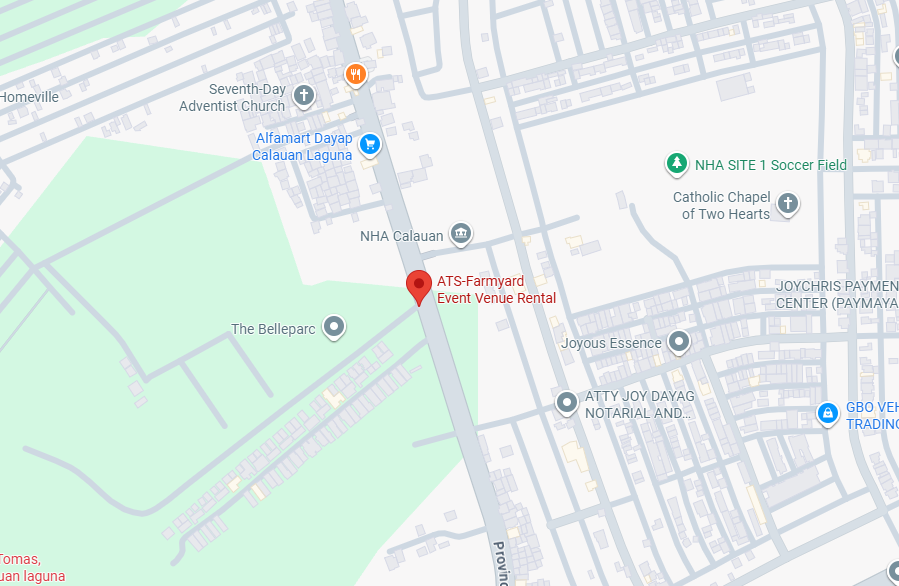 Seventh-Day
Adventist Church
Homeville
Alfamart Dayap
Calauan Laguna
NHA SITE 1 Soccer Field
Catholic Chapel
of Two Hearts
NHA Calauan
ATS-Farmyard
Event Venue Rental
JOYCHRIS PAYMEN
CENTER (PAYMAYA
The Belleparc
Joyous Essence
ATTY JOY DAYAG
NOTARIAL AND...
GBO VEH
TRADING
Provinc
Tomas,
uan laguna